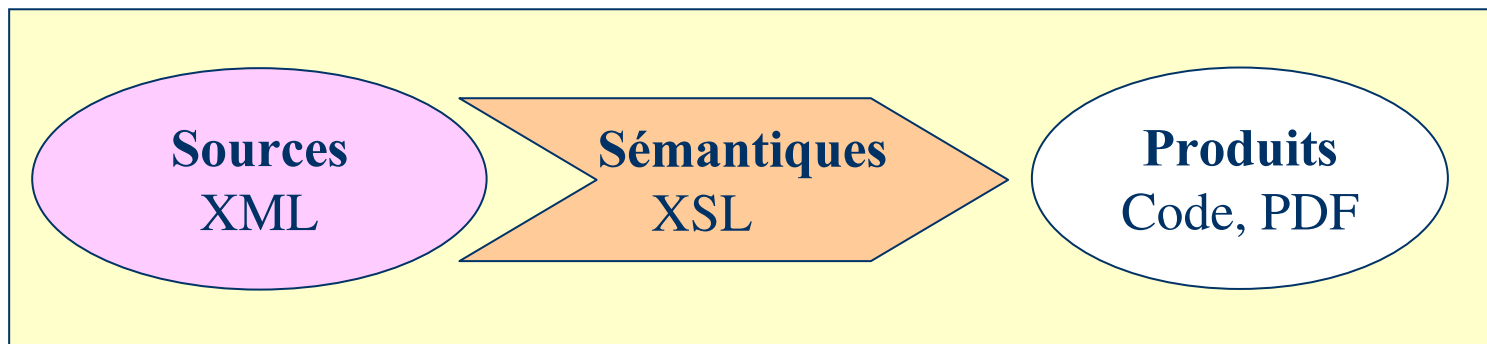 Sources
XML
Sémantiques
XSL
Produits
Code, PDF